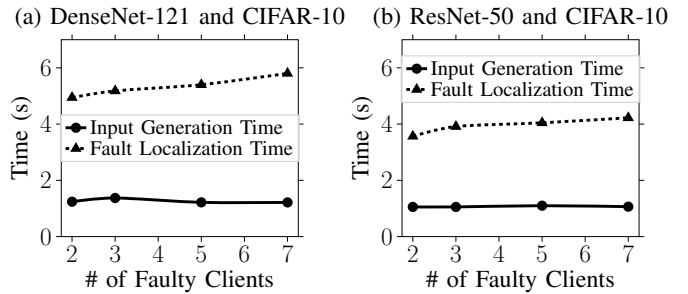 (a) DenseNet-121 and CIFAR-10
6
4
2
0
Time (s)
Input Generation Time
Fault Localization Time
2 3 4 5 6 7
# of Faulty Clients
(b) ResNet-50 and CIFAR-10
6
4
2
0
Time (s)
Input Generation Time
Fault Localization Time
2 3 4 5 6 7
# of Faulty Clients